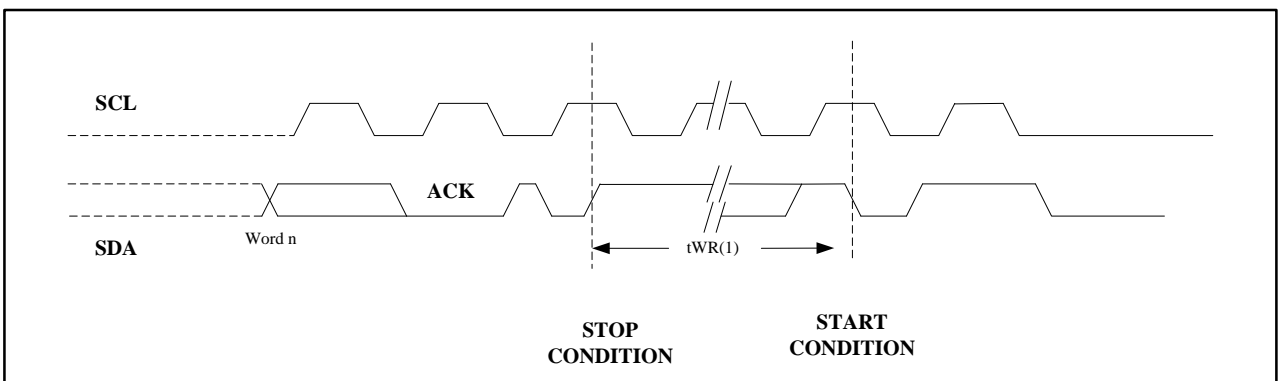 SCL
ACK
Word n
SDA
tWR(1)
STOP
CONDITION
START
CONDITION